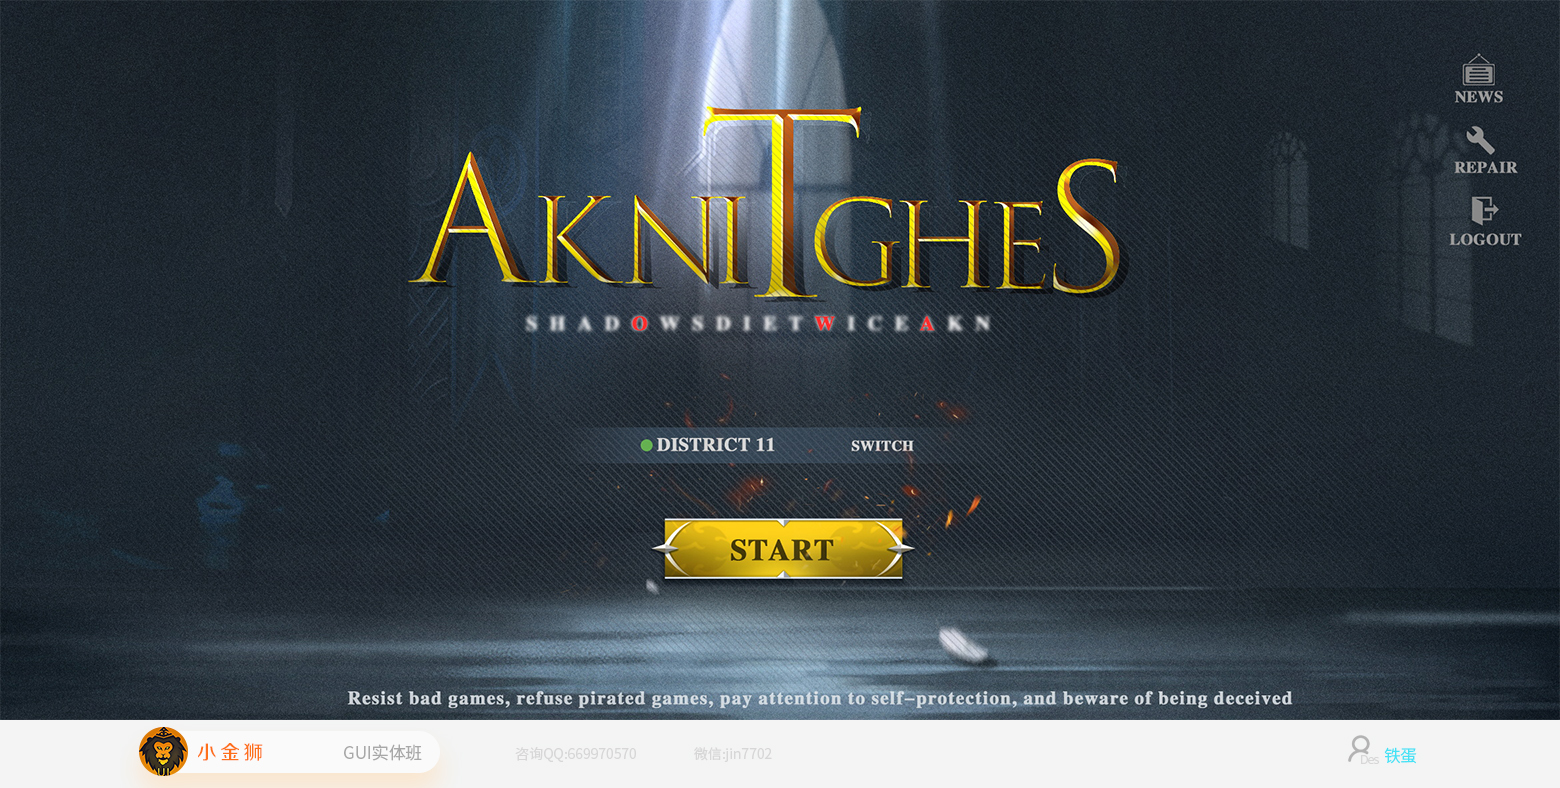 AKNITGHES
SHADOWSDIETWICEAKN
NEWS
REPAIR
LOGOUT
DISTRICT 11 SWITCH
START
Resist bad games, refuse pirated games, pay attention to self-protection, and beware of being deceived
小金狮 GUI实体班 咨询QQ:669970570 微信:jin7702 Des 铁蛋
UI